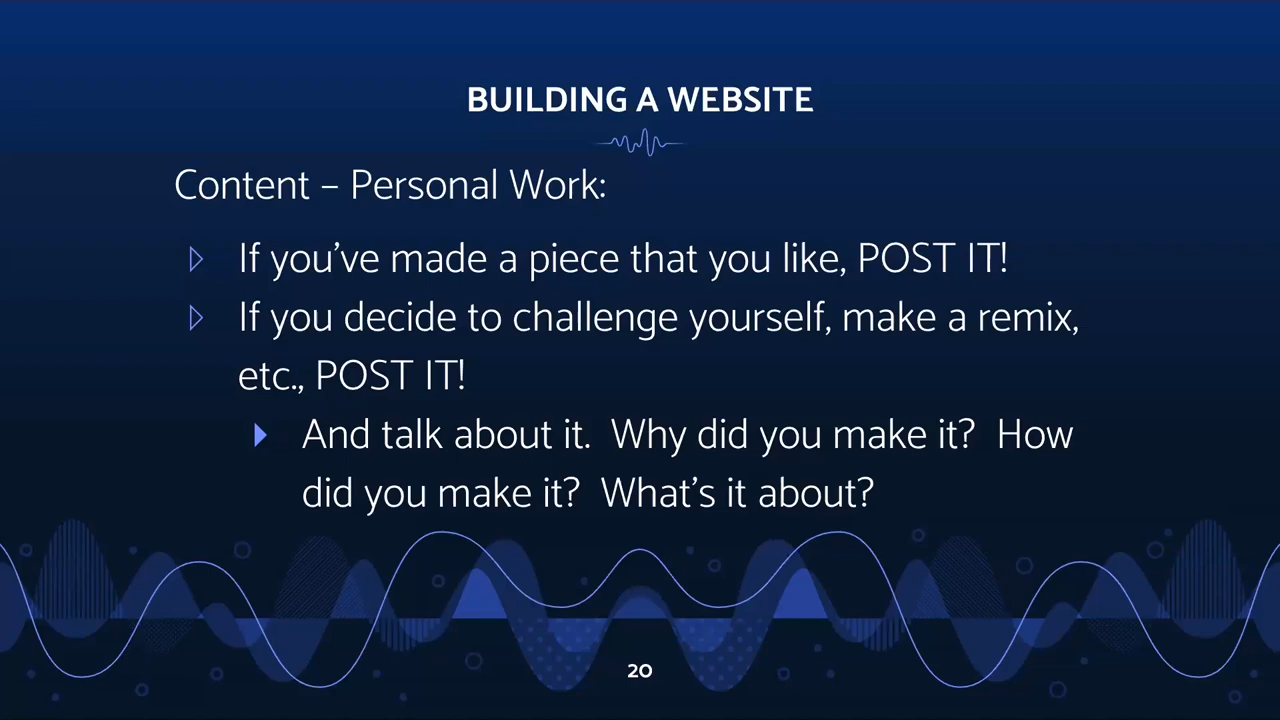 BUILDING A WEBSITE
Content – Personal Work:
If you’ve made a piece that you like, POST IT!
If you decide to challenge yourself, make a remix,
etc., POST IT!
And talk about it.  Why did you make it?  How
did you make it?  What’s it about?
20